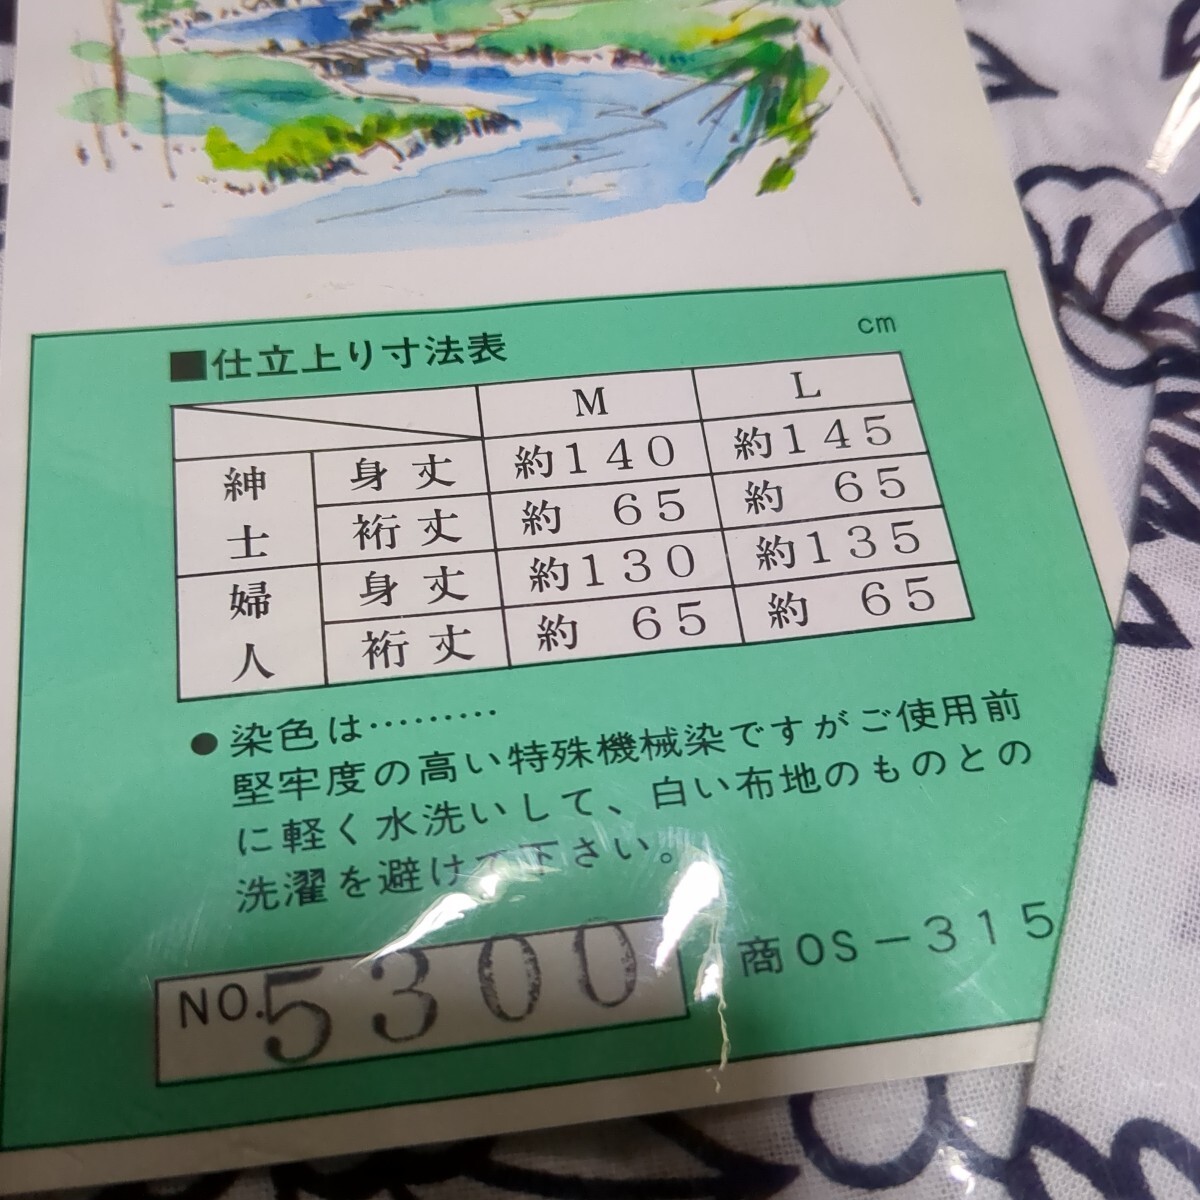 ■仕立上り寸法表
cm
M L
紳士 身丈 約140 約145
裄丈 約 65 約 65
婦人 身丈 約130 約135
裄丈 約 65 約 65
●染色は………
堅牢度の高い特殊機械染ですがご使用前
に軽く水洗いして、白い布地のものとの
洗濯を避けて下さい。
NO.5300
商OS－315